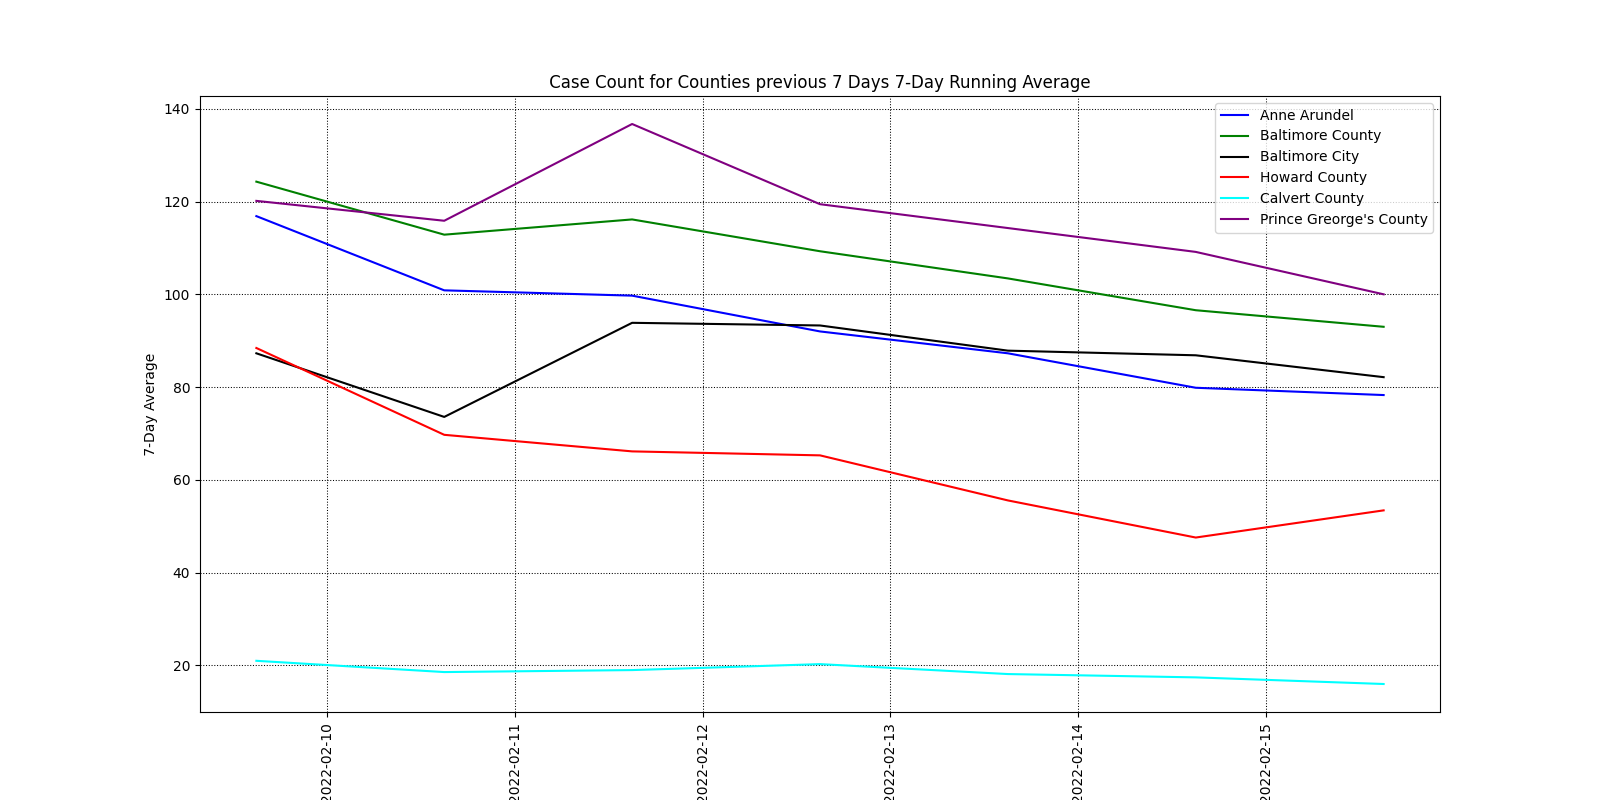 Case Count for Counties previous 7 Days 7-Day Running Average
7-Day Average
140
120
100
80
60
40
20
Anne Arundel
Baltimore County
Baltimore City
Howard County
Calvert County
Prince Greorge's County
2022-02-10
2022-02-11
2022-02-12
2022-02-13
2022-02-14
2022-02-15